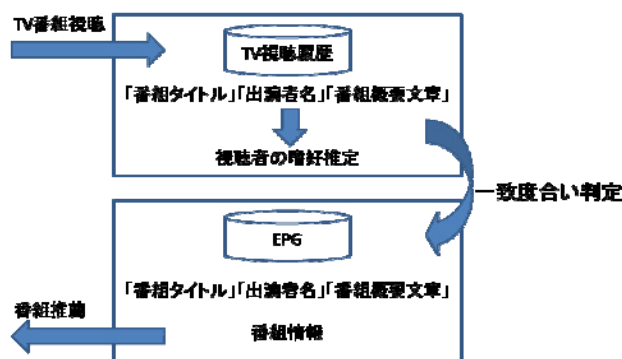 TV番組視聴
TV視聴履歴
「番組タイトル」「出演者名」「番組概要文章」
視聴者の嗜好推定
一致度合い判定
EPG
「番組タイトル」「出演者名」「番組概要文章」
番組推薦
番組情報